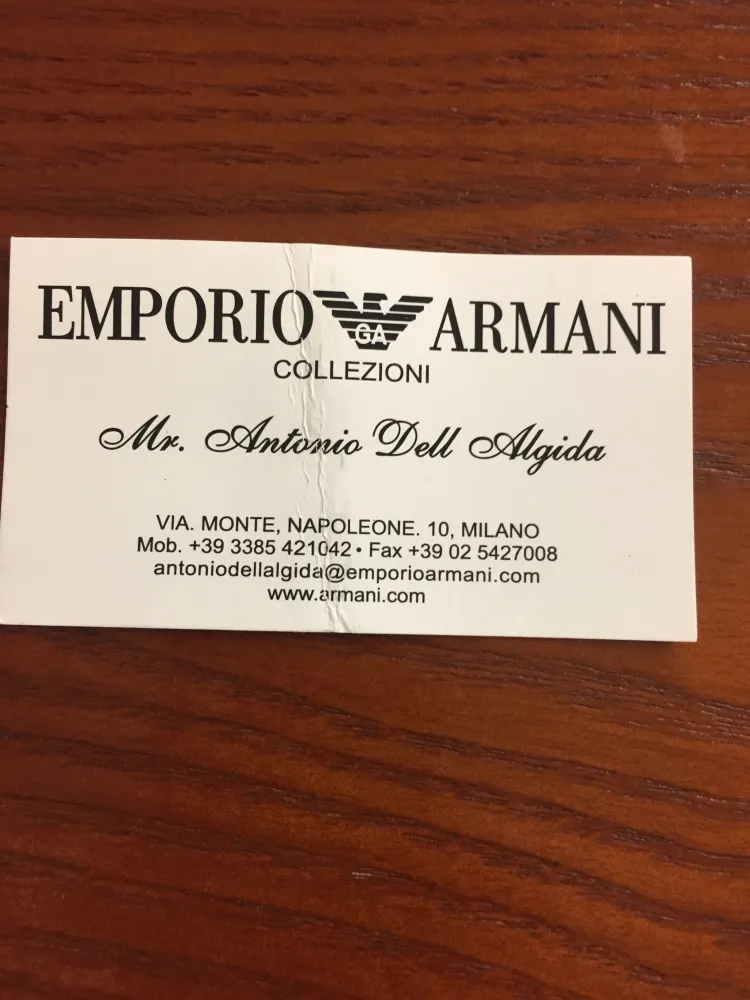 EMPORIO GA ARMANI
COLLEZIONI
Mr. Antonio Dell Algida
VIA. MONTE, NAPOLEONE. 10, MILANO
Mob. +39 3385 421042 • Fax +39 02 5427008
antoniodellalgida@emporioarmani.com
www.armani.com